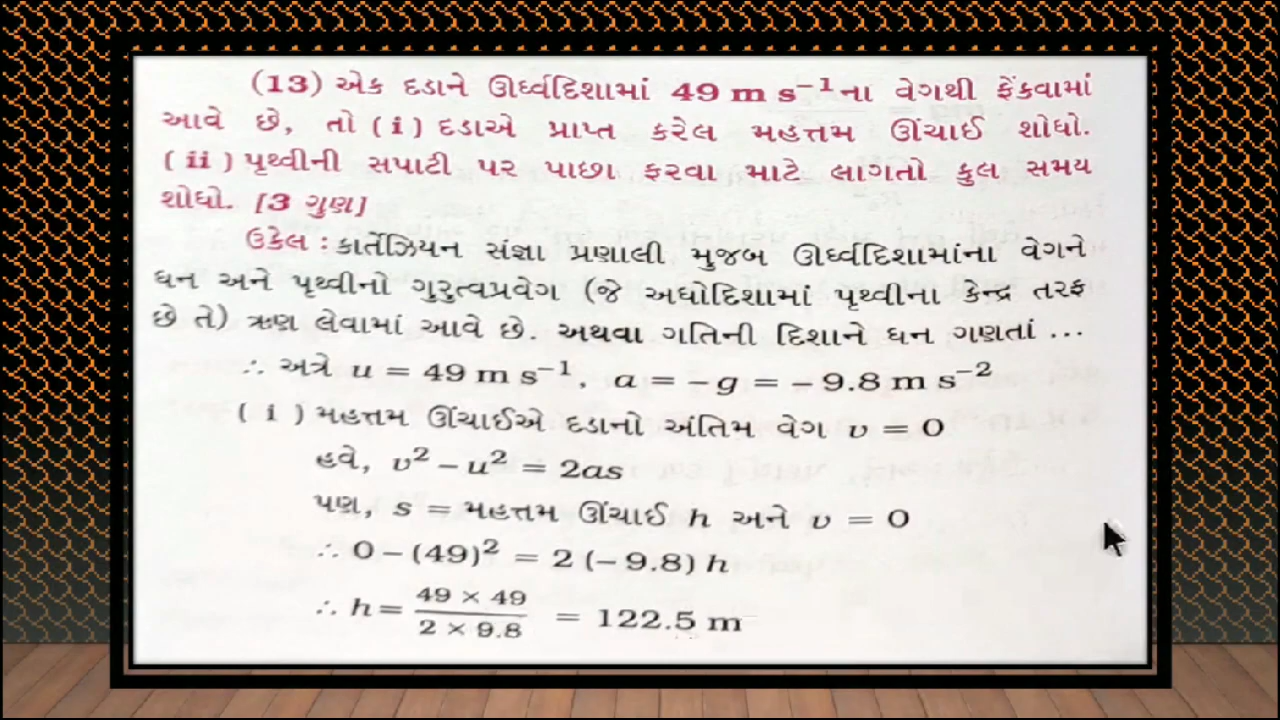 (13) એક દડાને ઊર્ધ્વદિશામાં 49 m s⁻¹ના વેગથી ફેંકવામાં
આવે છે, તો (i) દડાએ પ્રાપ્ત કરેલ મહત્તમ ઊંચાઈ શોધો.
(ii) પૃથ્વીની સપાટી પર પાછા ફરવા માટે લાગતો કુલ સમય
શોધો. [3 ગુણ]
ઉકેલ : કાર્તેઝિયન સંજ્ઞા પ્રણાલી મુજબ ઊર્ધ્વદિશામાંના વેગને
ધન અને પૃથ્વીનો ગુરુત્વપ્રવેગ (જે અધોદિશામાં પૃથ્વીના કેન્દ્ર તરફ
છે તે) ઋણ લેવામાં આવે છે. અથવા ગતિની દિશાને ધન ગણતાં ...
∴ અત્રે u = 49 m s⁻¹, a = −g = −9.8 m s⁻²
(i) મહત્તમ ઊંચાઈએ દડાનો અંતિમ વેગ υ = 0
હવે, υ² − u² = 2as
પણ, s = મહત્તમ ઊંચાઈ h અને υ = 0
∴ 0 − (49)² = 2 (−9.8) h
∴ h = (49 × 49)/(2 × 9.8) = 122.5 m